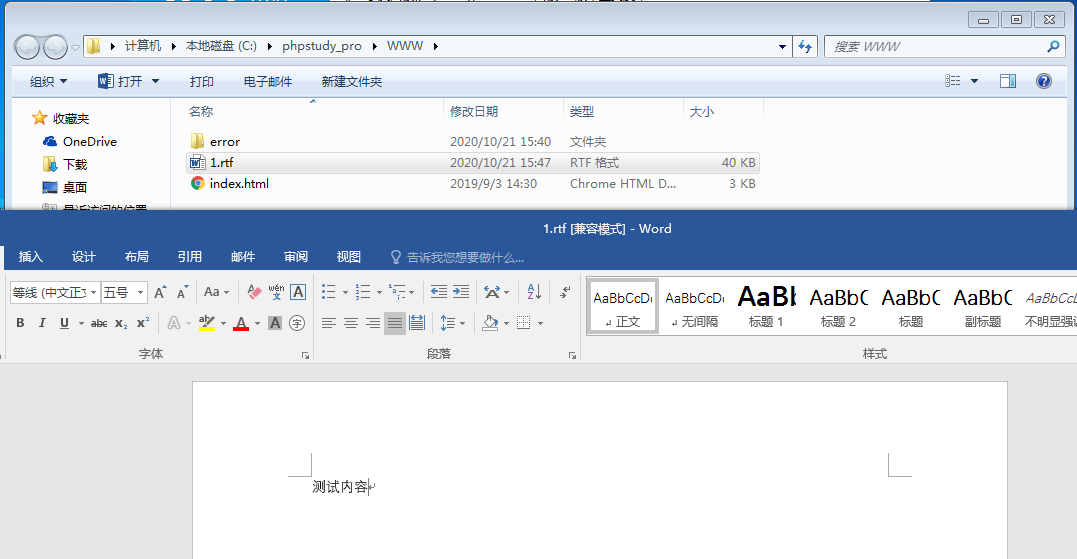 计算机 本地磁盘 (C:) phpstudy_pro WWW 搜索 WWW
组织 打开 打印 电子邮件 新建文件夹
收藏夹 名称 修改日期 类型 大小
OneDrive error 2020/10/21 15:40 文件夹
下载 1.rtf 2020/10/21 15:47 RTF 格式 40 KB
桌面 index.html 2019/9/3 14:30 Chrome HTML D... 3 KB
最近访问的位置
1.rtf [兼容模式] - Word
插入 设计 布局 引用 邮件 审阅 视图 告诉我您想要做什么...
等线 (中文正 五号 A A Aa wén 文 A AaBbCcDd AaBbCcDd AaBb AaBbC AaBbC AaBbC AaBbCcD
B I U abc x₂ x² A ab A A 字 正文 无间隔 标题 1 标题 2 标题 副标题 不明显强调
字体 段落 样式
测试内容